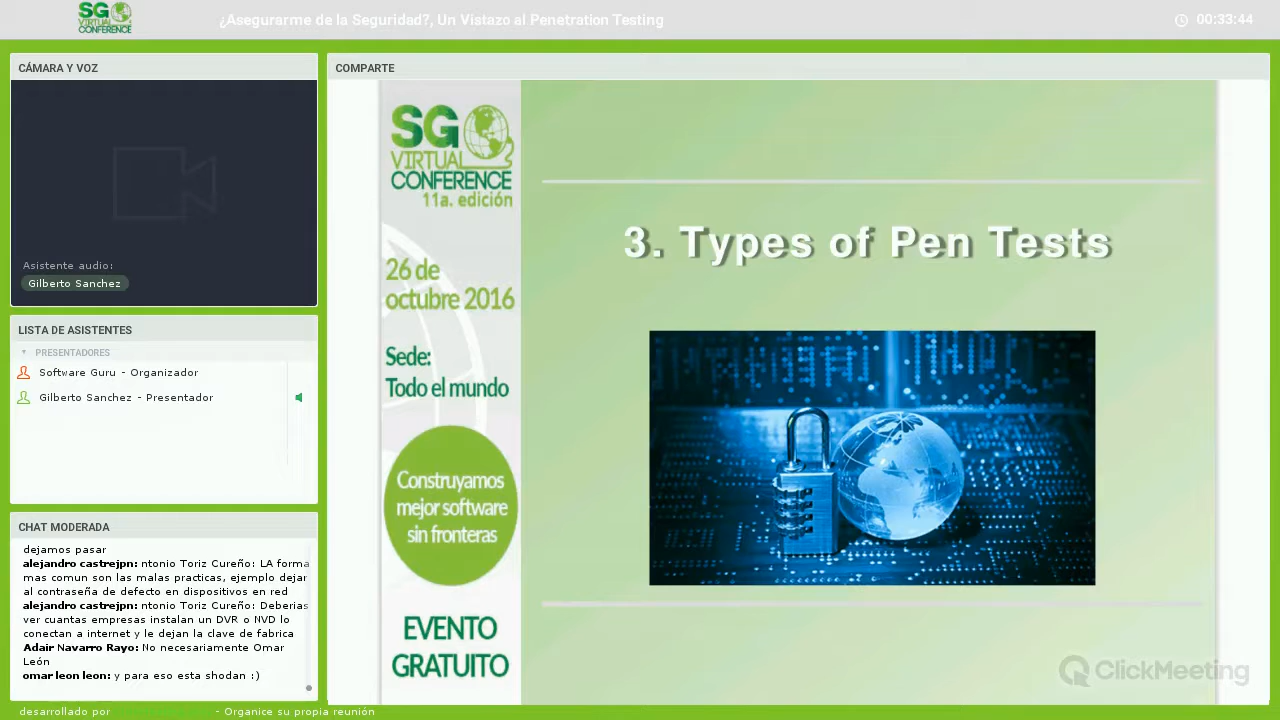 SG
VIRTUAL
CONFERENCE
¿Asegurarme de la Seguridad?, Un Vistazo al Penetration Testing
00:33:44
CÁMARA Y VOZ
Asistente audio:
Gilberto Sanchez
LISTA DE ASISTENTES
PRESENTADORES
Software Guru - Organizador
Gilberto Sanchez - Presentador
CHAT MODERADA
dejamos pasar
alejandro castrejpn: ntonio Toriz Cureño: LA forma
mas comun son las malas practicas, ejemplo dejar
al contraseña de defecto en dispositivos en red
alejandro castrejpn: ntonio Toriz Cureño: Deberias
ver cuantas empresas instalan un DVR o NVD lo
conectan a internet y le dejan la clave de fabrica
Adair Navarro Rayo: No necesariamente Omar
León
omar leon leon: y para eso esta shodan :)
desarrollado por
- Organice su propia reunión
COMPARTE
SG
VIRTUAL
CONFERENCE
11a. edición
26 de
octubre 2016
Sede:
Todo el mundo
Construyamos
mejor software
sin fronteras
EVENTO
GRATUITO
3. Types of Pen Tests
ClickMeeting